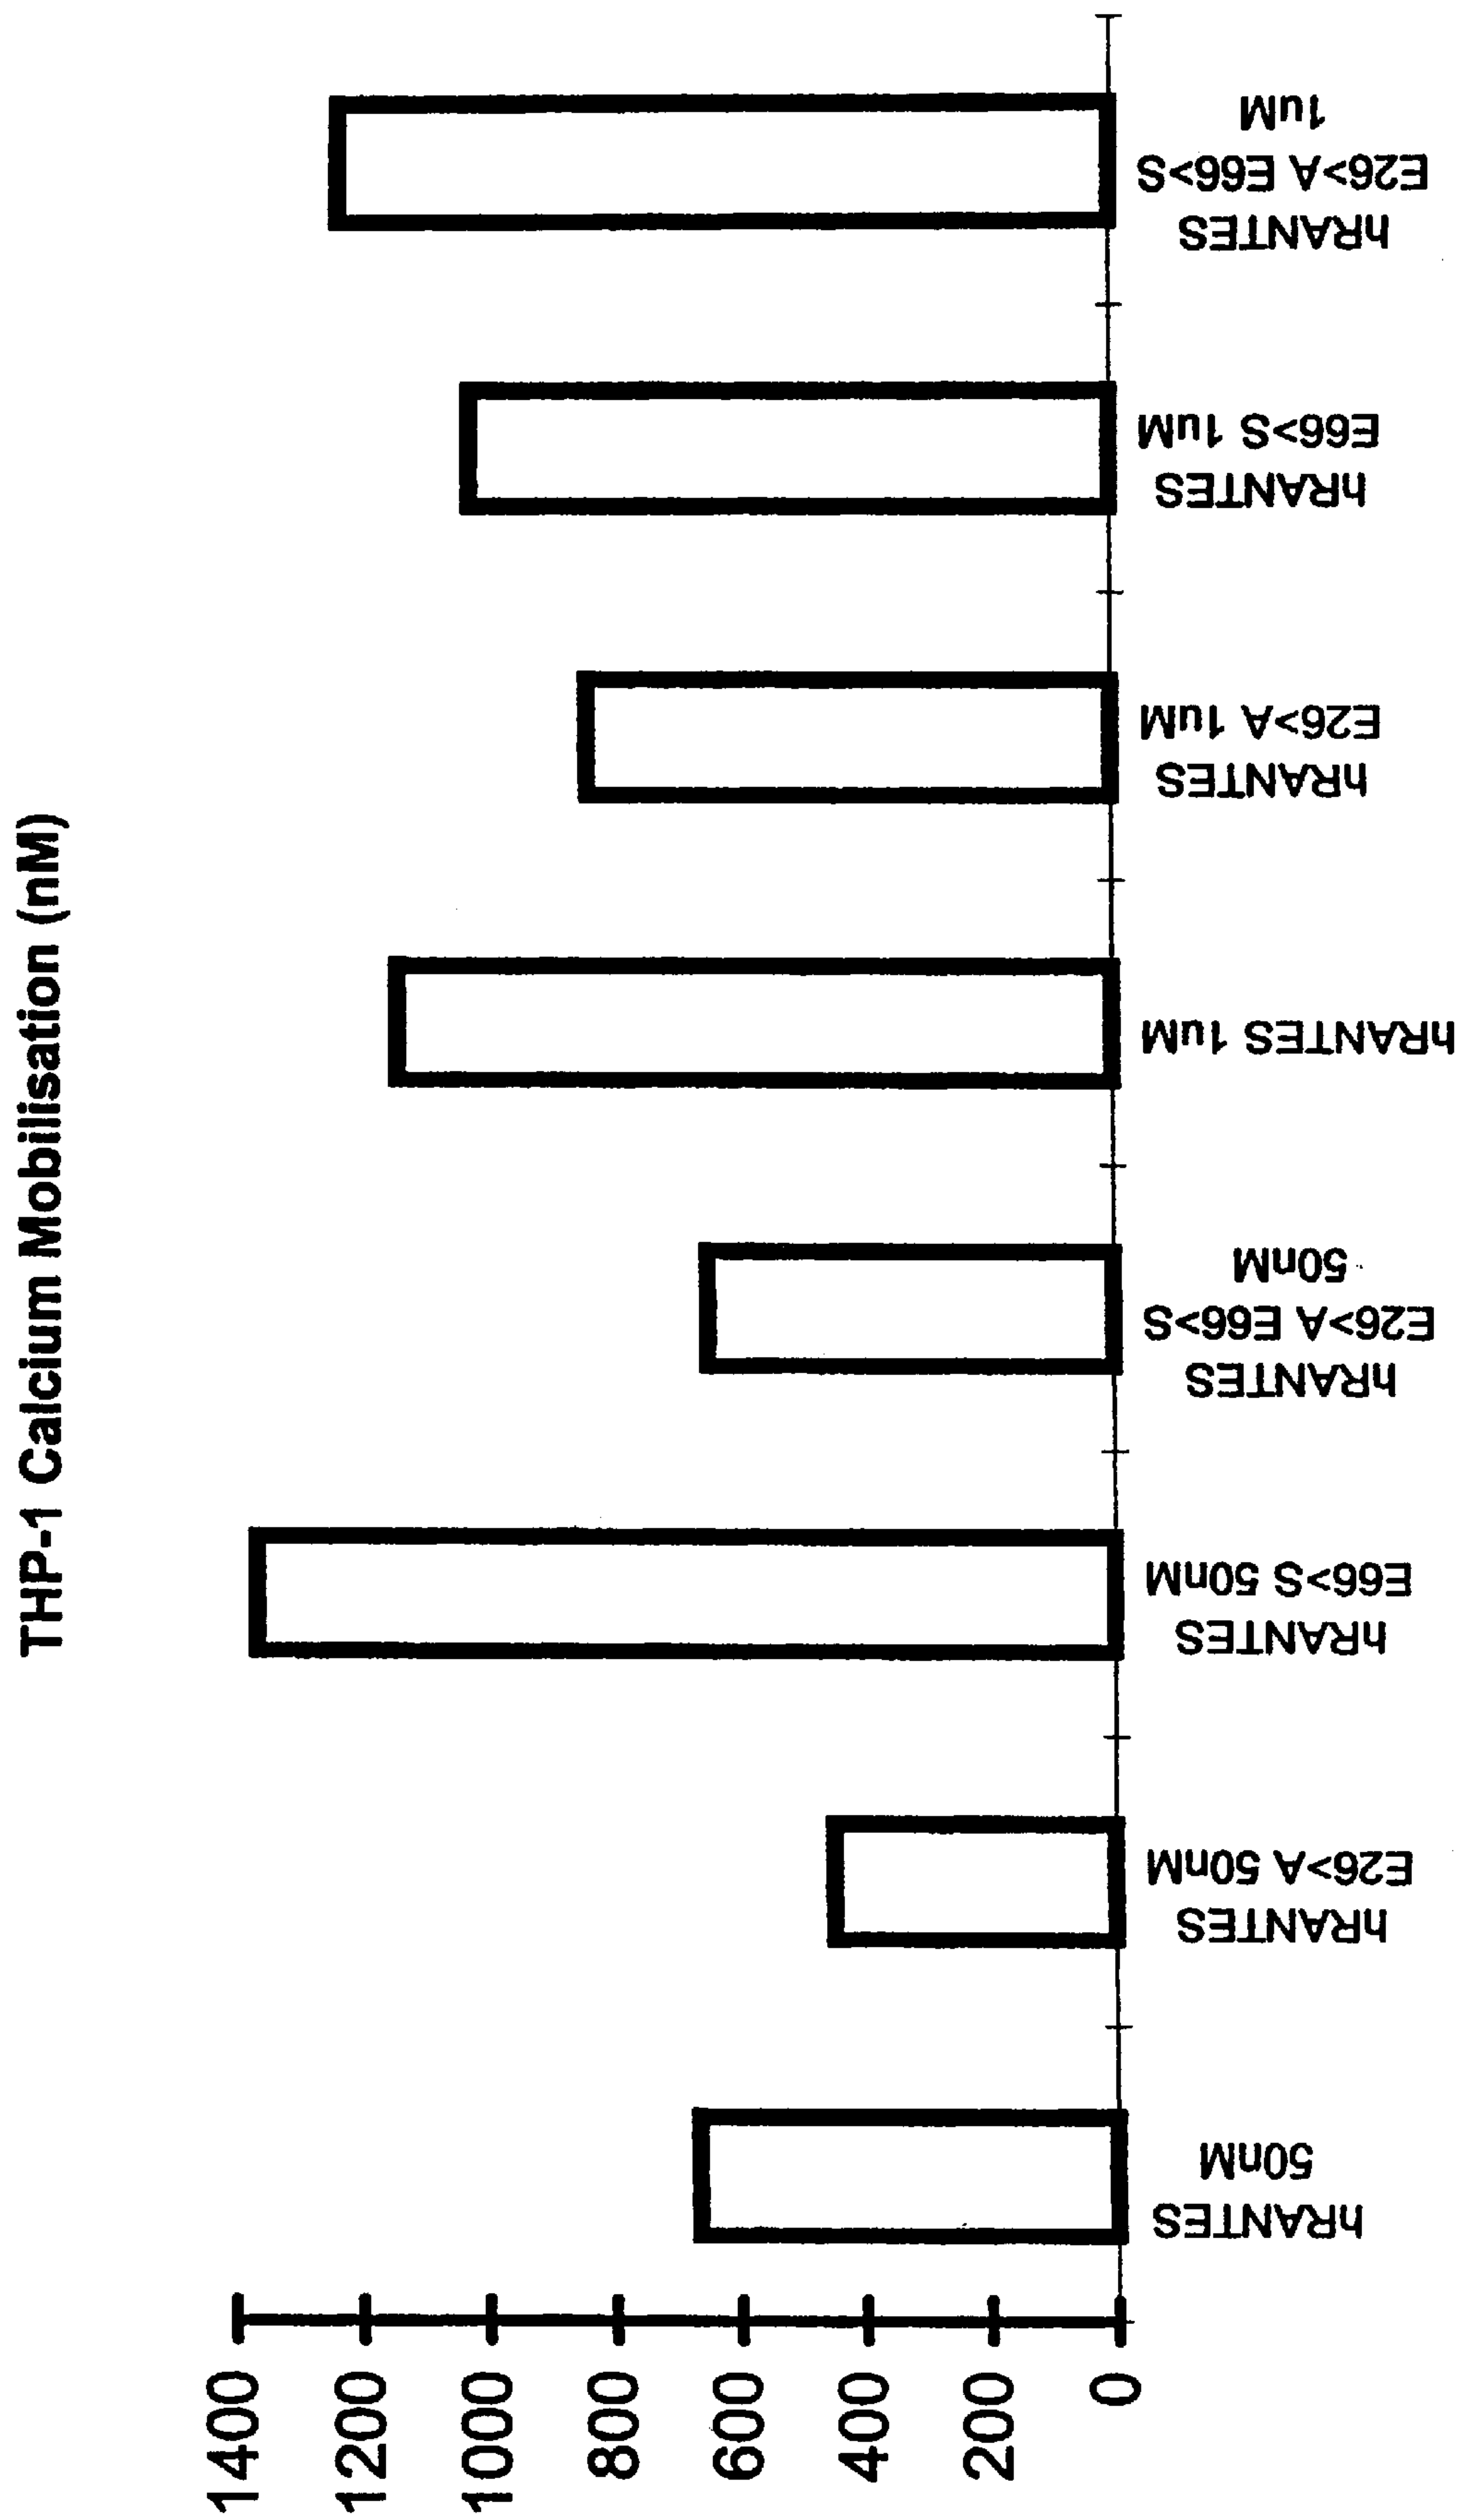 THP-1 Calcium Mobilisation (nM)
1400
1200
1000
800
600
400
200
0
hRANTES
50nM
hRANTES
E26>A 50nM
hRANTES
E66>S 50nM
hRANTES
E26>A E66>S
50nM
hRANTES 1uM
hRANTES
E26>A 1uM
hRANTES
E66>S 1uM
hRANTES
E26>A E66>S
1uM